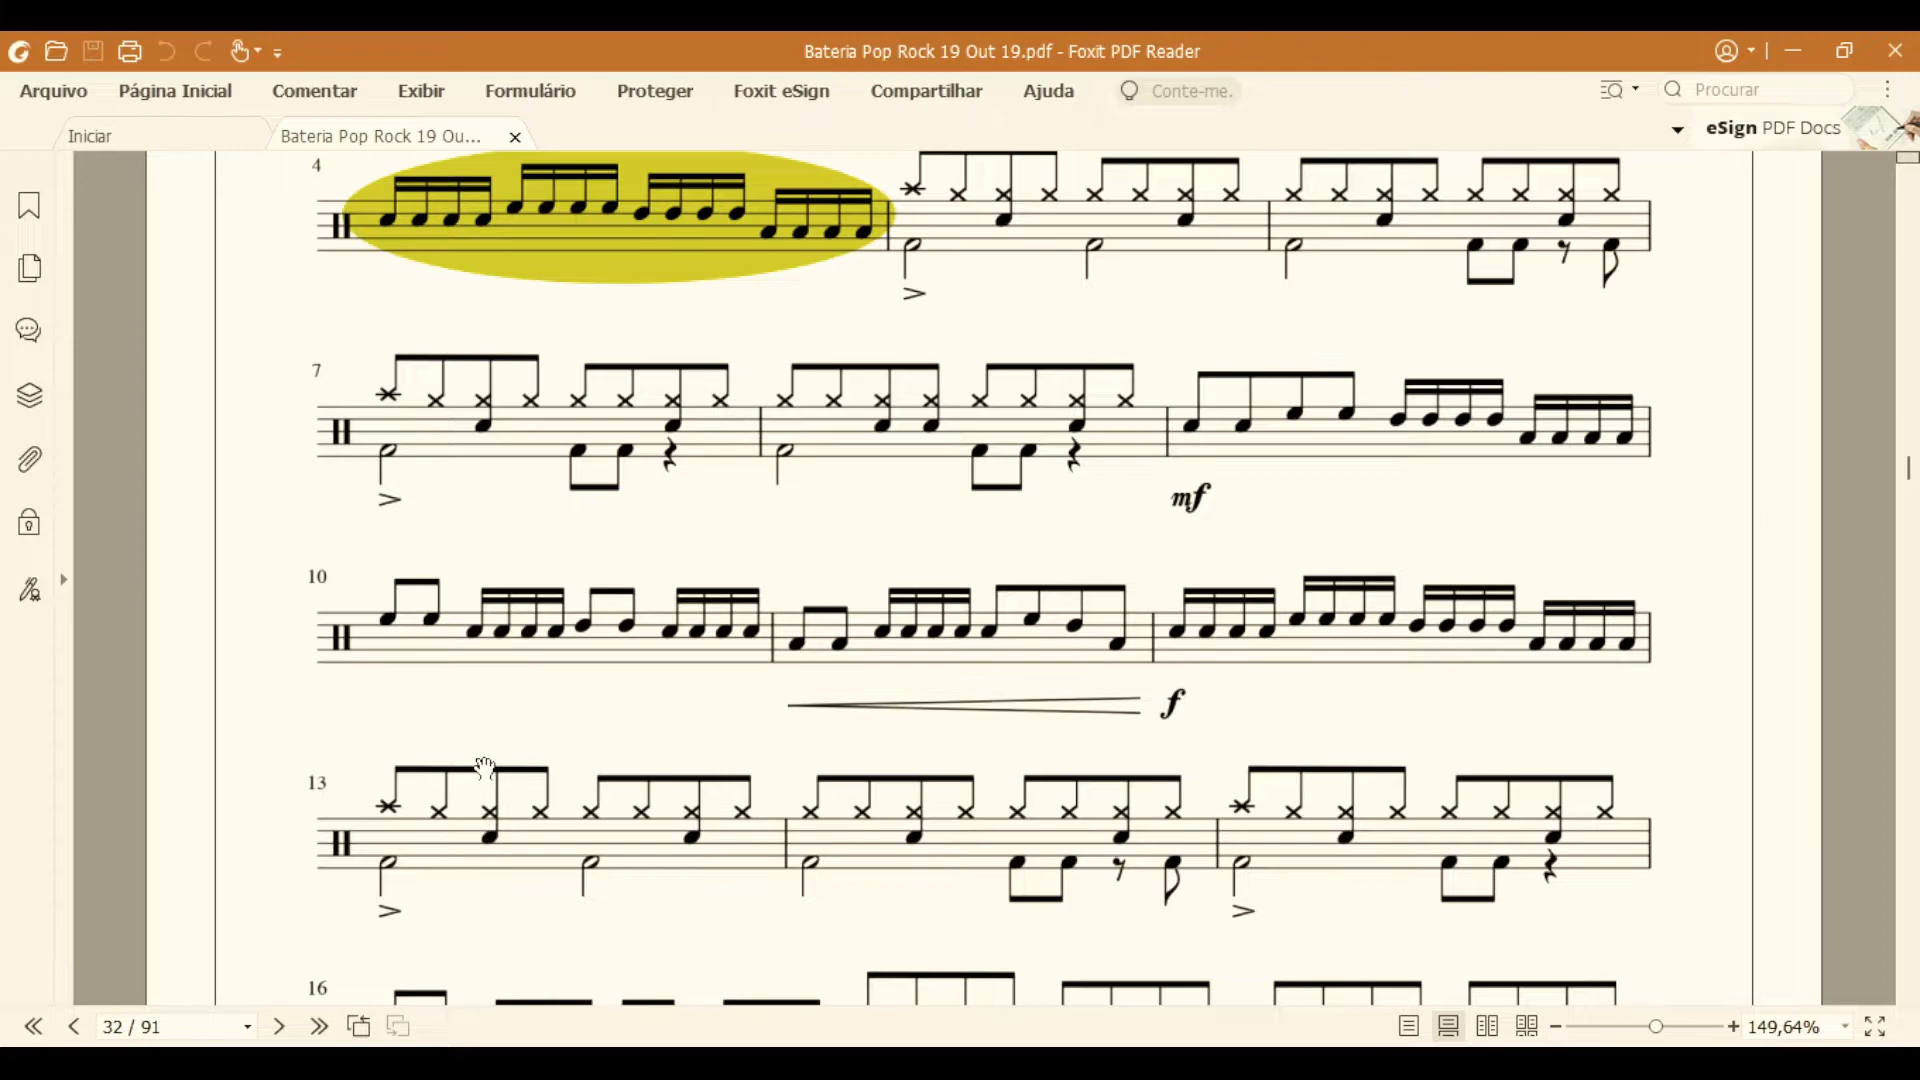 Bateria Pop Rock 19 Out 19.pdf - Foxit PDF Reader
Arquivo Página Inicial Comentar Exibir Formulário Proteger Foxit eSign Compartilhar Ajuda Conte-me. Procurar
Iniciar Bateria Pop Rock 19 Ou... eSign PDF Docs
4
7
mf
10
f
13
16
32 / 91 149,64%